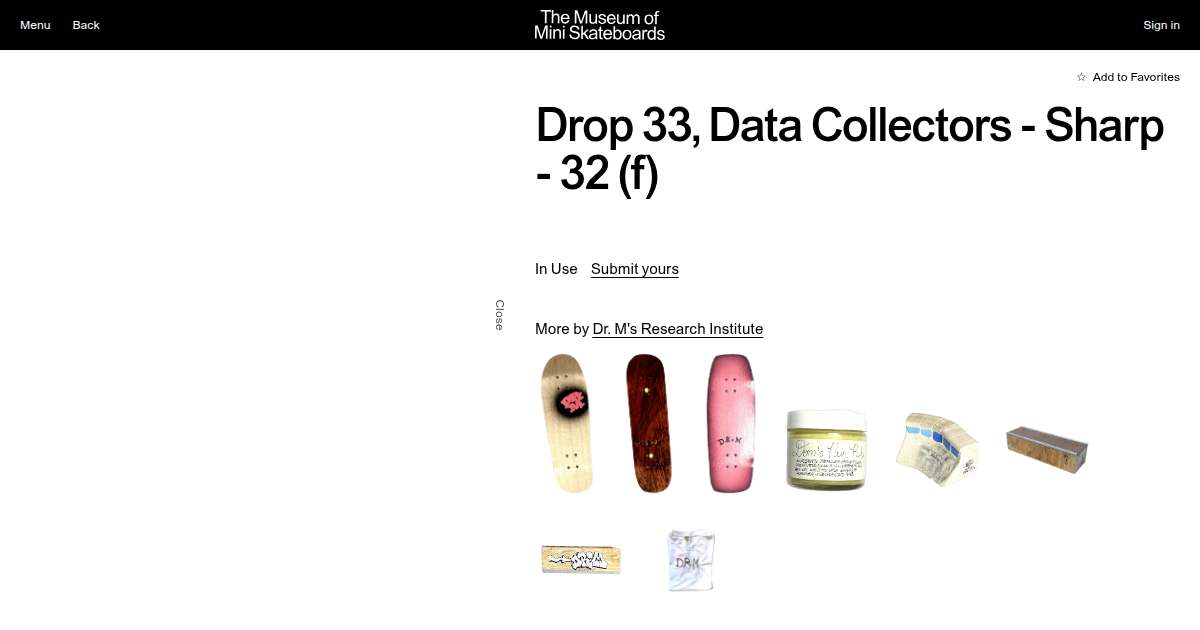 Menu
Back
The Museum of
Mini Skateboards
Sign in
☆ Add to Favorites
Drop 33, Data Collectors - Sharp
- 32 (f)
In Use
Submit yours
Close
More by Dr. M's Research Institute
DRM
DRM